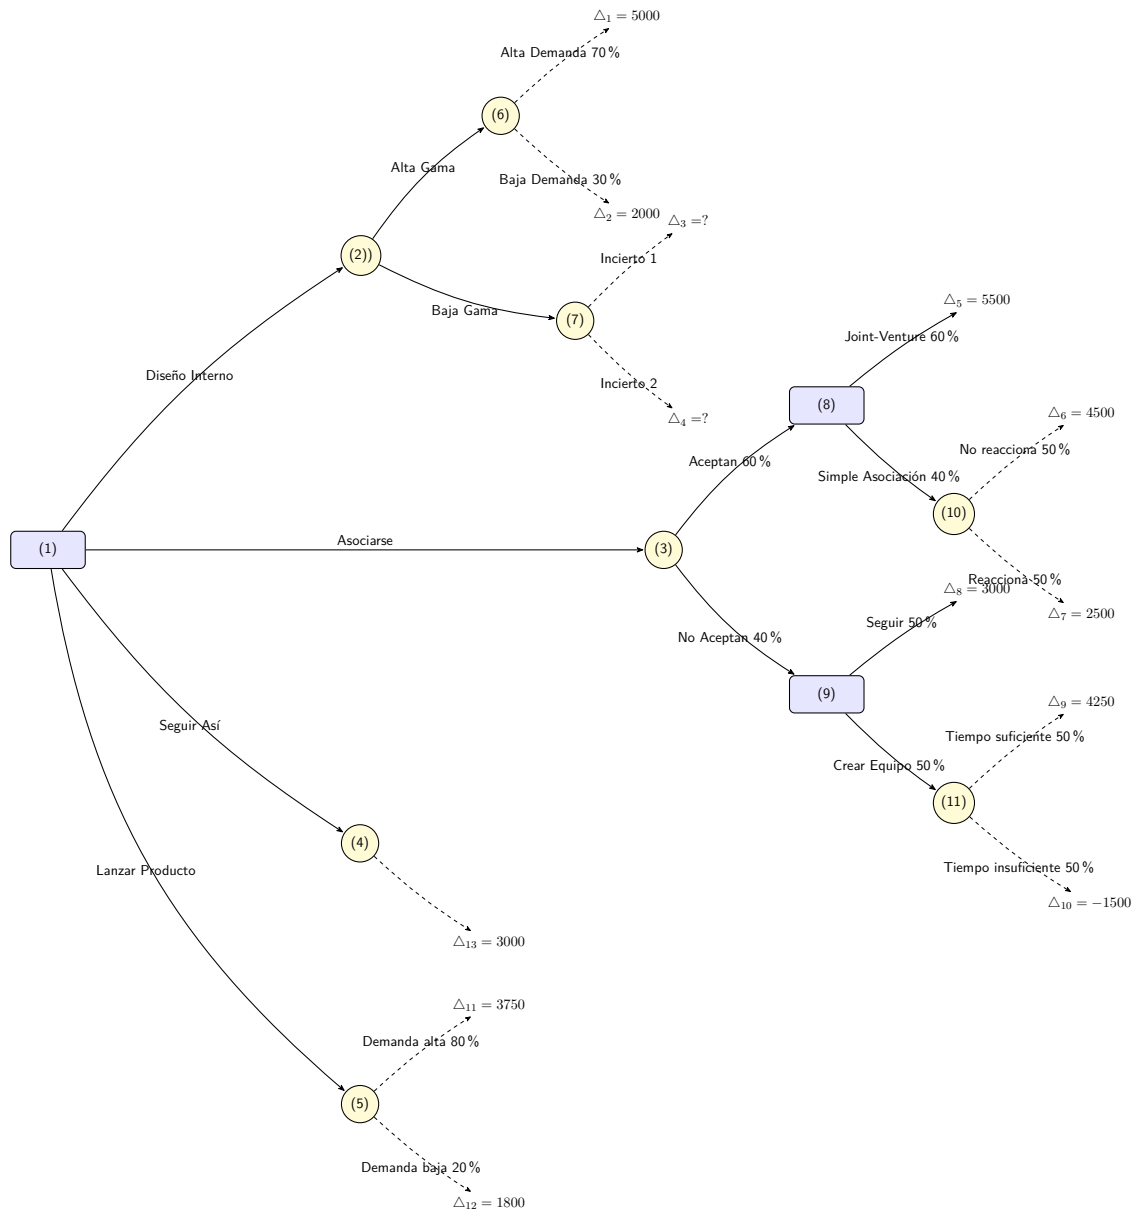 △₁ = 5000
Alta Demanda 70 %
(6)
Alta Gama
Baja Demanda 30 %
△₂ = 2000
△₃ =?
(2))
Incierto 1
△₅ = 5500
Baja Gama
(7)
Joint-Venture 60 %
Diseño Interno
Incierto 2
(8)
△₄ =?
△₆ = 4500
No reacciona 50 %
Aceptan 60 %
Simple Asociación 40 %
(10)
(1)
Asociarse
(3)
Reacciona 50 %
△₈ = 3000
△₇ = 2500
Seguir 50 %
No Aceptan 40 %
(9)
△₉ = 4250
Seguir Así
Tiempo suficiente 50 %
Crear Equipo 50 %
(11)
(4)
Lanzar Producto
Tiempo insuficiente 50 %
△₁₀ = −1500
△₁₃ = 3000
△₁₁ = 3750
Demanda alta 80 %
(5)
Demanda baja 20 %
△₁₂ = 1800